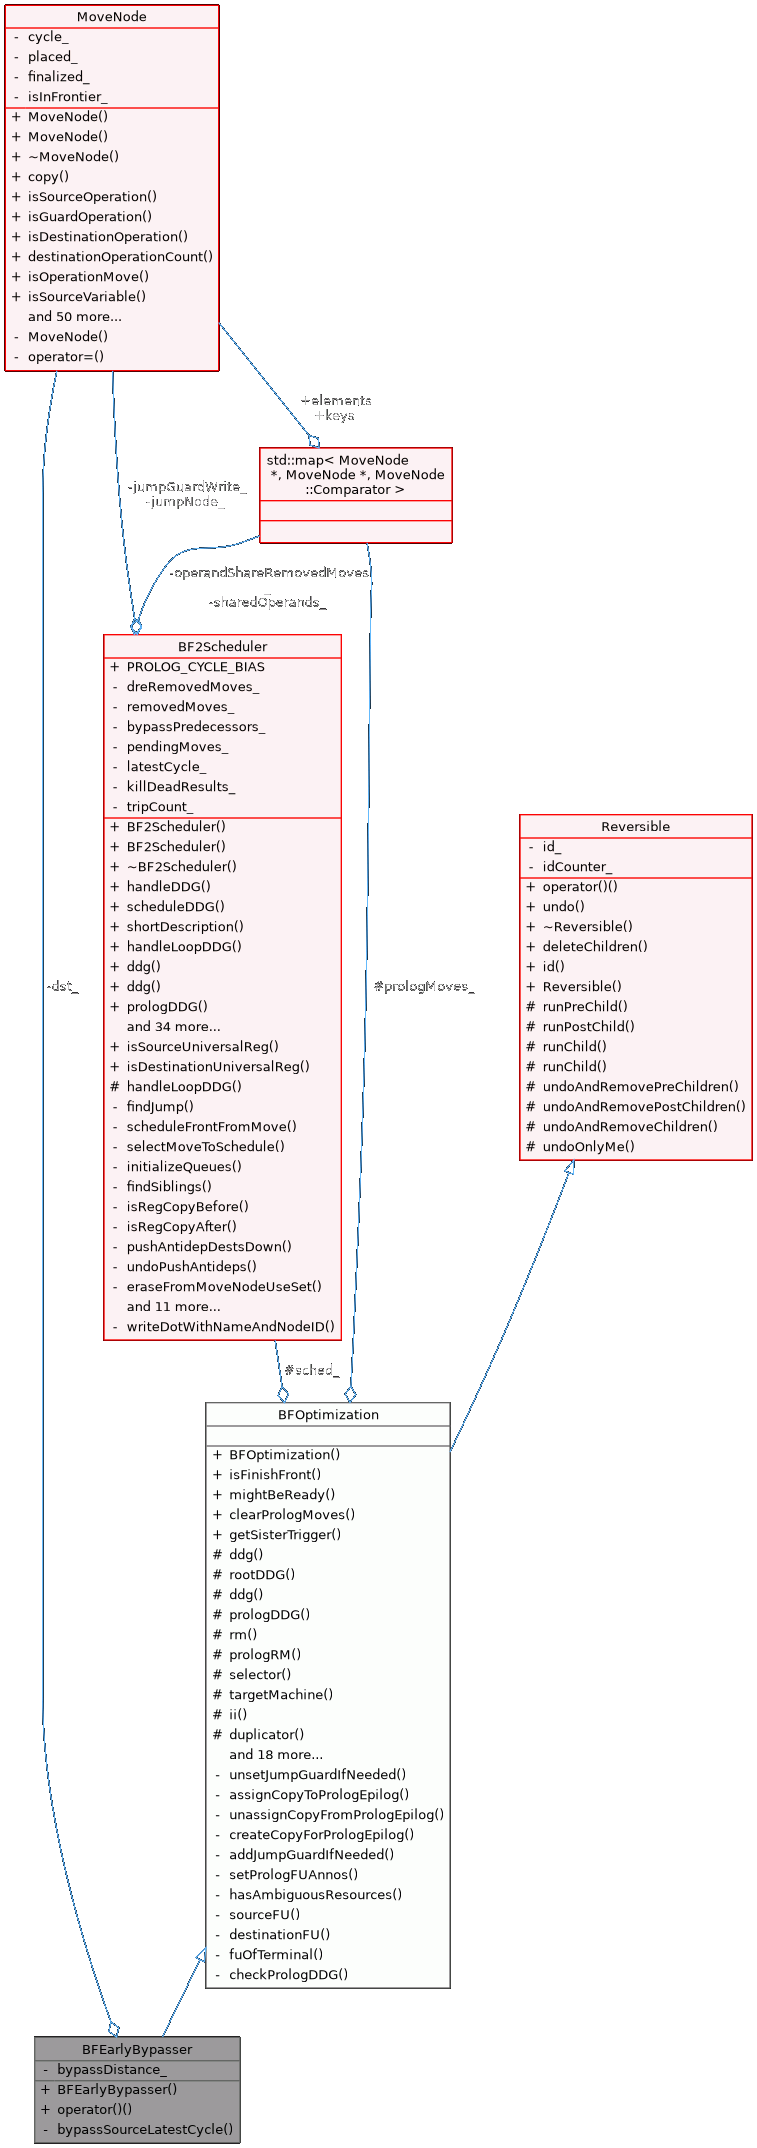 MoveNode
- cycle_
- placed_
- finalized_
- isInFrontier_
+ MoveNode()
+ MoveNode()
+ ~MoveNode()
+ copy()
+ isSourceOperation()
+ isGuardOperation()
+ isDestinationOperation()
+ destinationOperationCount()
+ isOperationMove()
+ isSourceVariable()
and 50 more...
- MoveNode()
- operator=()
+elements
+keys
std::map< MoveNode
*, MoveNode *, MoveNode
::Comparator >
-jumpGuardWrite_
-jumpNode_
-operandShareRemovedMoves
_
-sharedOperands_
BF2Scheduler
+ PROLOG_CYCLE_BIAS
- dreRemovedMoves_
- removedMoves_
- bypassPredecessors_
- pendingMoves_
- latestCycle_
- killDeadResults_
- tripCount_
+ BF2Scheduler()
+ BF2Scheduler()
+ ~BF2Scheduler()
+ handleDDG()
+ scheduleDDG()
+ shortDescription()
+ handleLoopDDG()
+ ddg()
+ ddg()
+ prologDDG()
and 34 more...
+ isSourceUniversalReg()
+ isDestinationUniversalReg()
# handleLoopDDG()
- findJump()
- scheduleFrontFromMove()
- selectMoveToSchedule()
- initializeQueues()
- findSiblings()
- isRegCopyBefore()
- isRegCopyAfter()
- pushAntidepDestsDown()
- undoPushAntideps()
- eraseFromMoveNodeUseSet()
and 11 more...
- writeDotWithNameAndNodeID()
Reversible
- id_
- idCounter_
+ operator()()
+ undo()
+ ~Reversible()
+ deleteChildren()
+ id()
+ Reversible()
# runPreChild()
# runPostChild()
# runChild()
# runChild()
# undoAndRemovePreChildren()
# undoAndRemovePostChildren()
# undoAndRemoveChildren()
# undoOnlyMe()
-dst_
#prologMoves_
#sched_
BFOptimization
+ BFOptimization()
+ isFinishFront()
+ mightBeReady()
+ clearPrologMoves()
+ getSisterTrigger()
# ddg()
# rootDDG()
# ddg()
# prologDDG()
# rm()
# prologRM()
# selector()
# targetMachine()
# ii()
# duplicator()
and 18 more...
- unsetJumpGuardIfNeeded()
- assignCopyToPrologEpilog()
- unassignCopyFromPrologEpilog()
- createCopyForPrologEpilog()
- addJumpGuardIfNeeded()
- setPrologFUAnnos()
- hasAmbiguousResources()
- sourceFU()
- destinationFU()
- fuOfTerminal()
- checkPrologDDG()
BFEarlyBypasser
- bypassDistance_
+ BFEarlyBypasser()
+ operator()()
- bypassSourceLatestCycle()